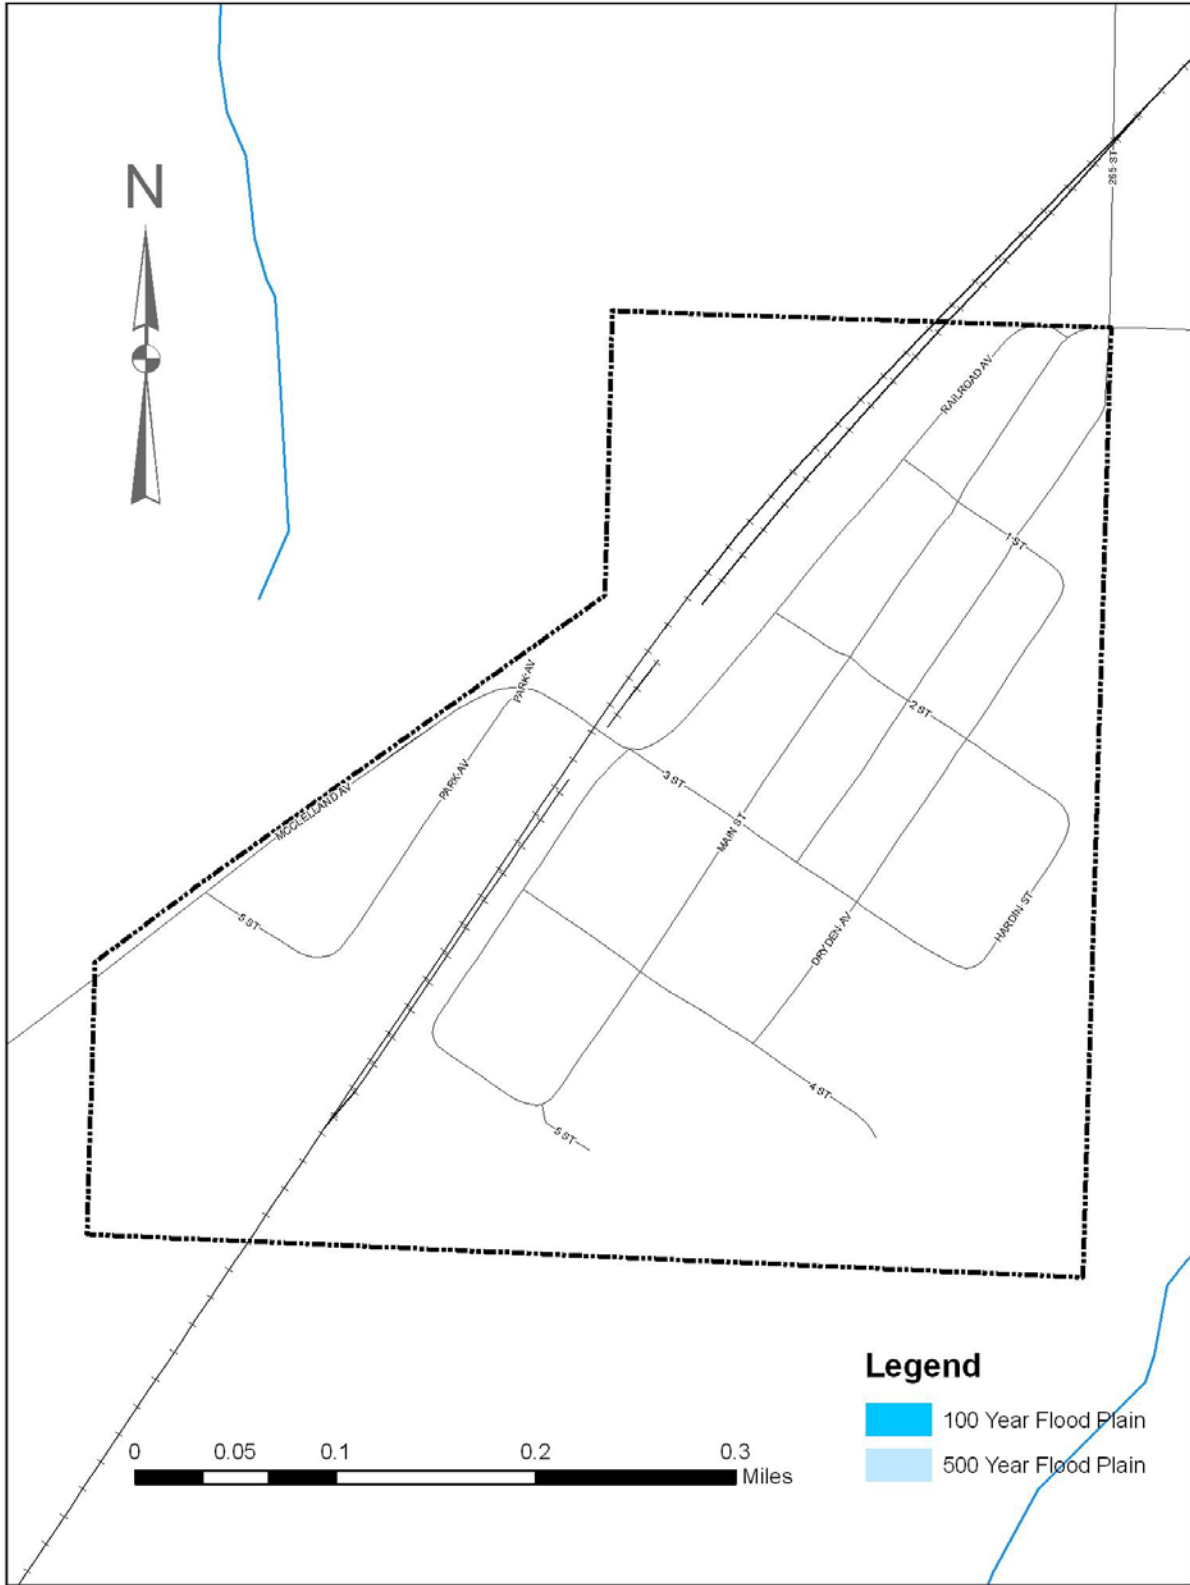 N
265 ST
RAILROAD AV
1 ST
PARK AV
2 ST
PARK AV
3 ST
MCCLELLAND AV
MAIN ST
5 ST
HARDIN ST
DRYDEN AV
4 ST
5 ST
Legend
100 Year Flood Plain
500 Year Flood Plain
0 0.05 0.1 0.2 0.3
Miles